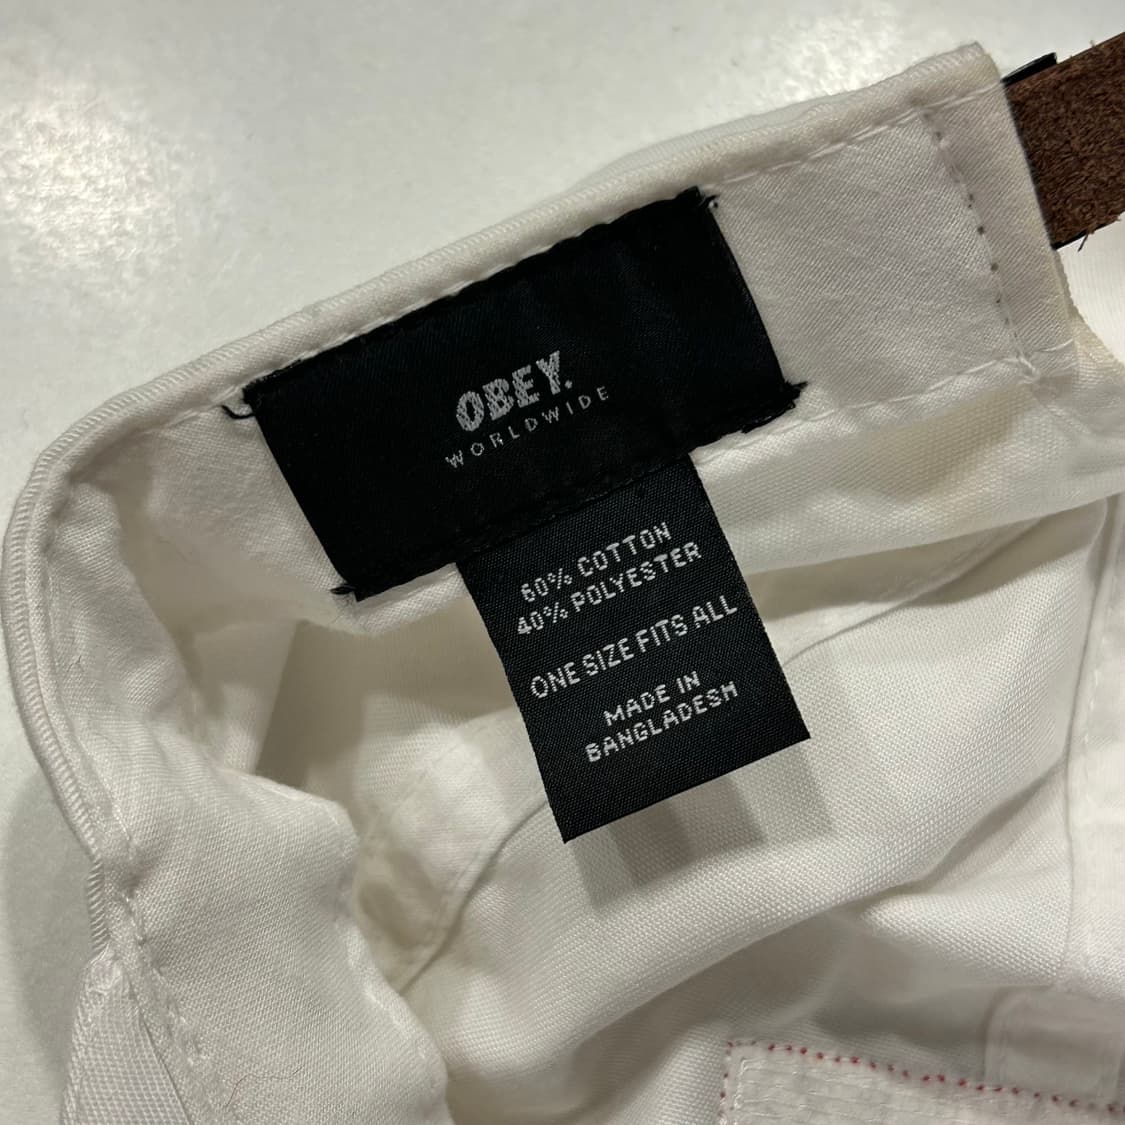 OBEY.
WORLDWIDE
60% COTTON
40% POLYESTER
ONE SIZE FITS ALL
MADE IN
BANGLADESH